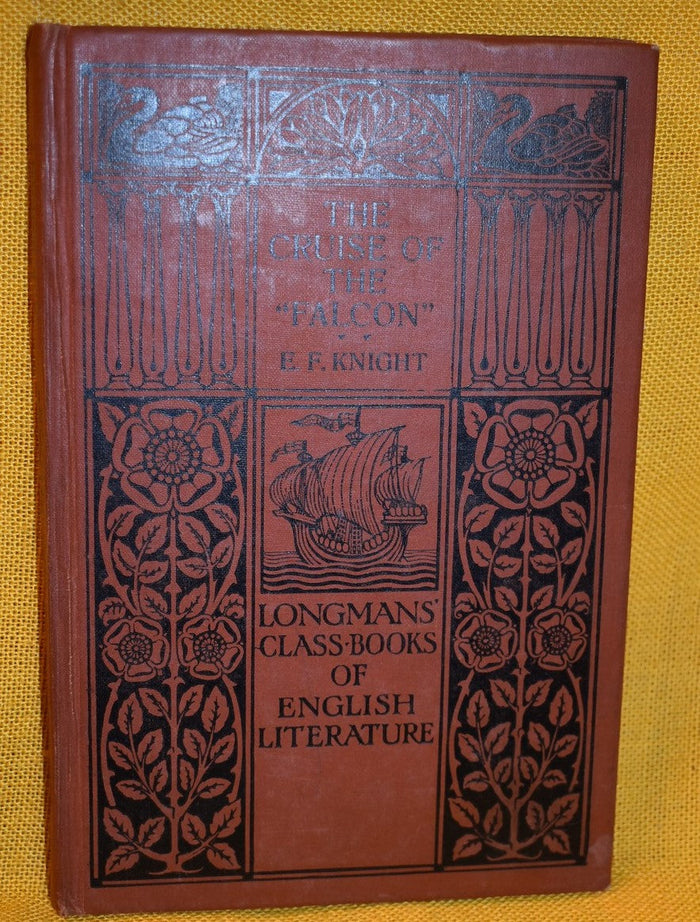 THE
CRUISE OF
THE
"FALCON"
E. F. KNIGHT
LONGMANS'
CLASS·BOOKS
OF
ENGLISH
LITERATURE